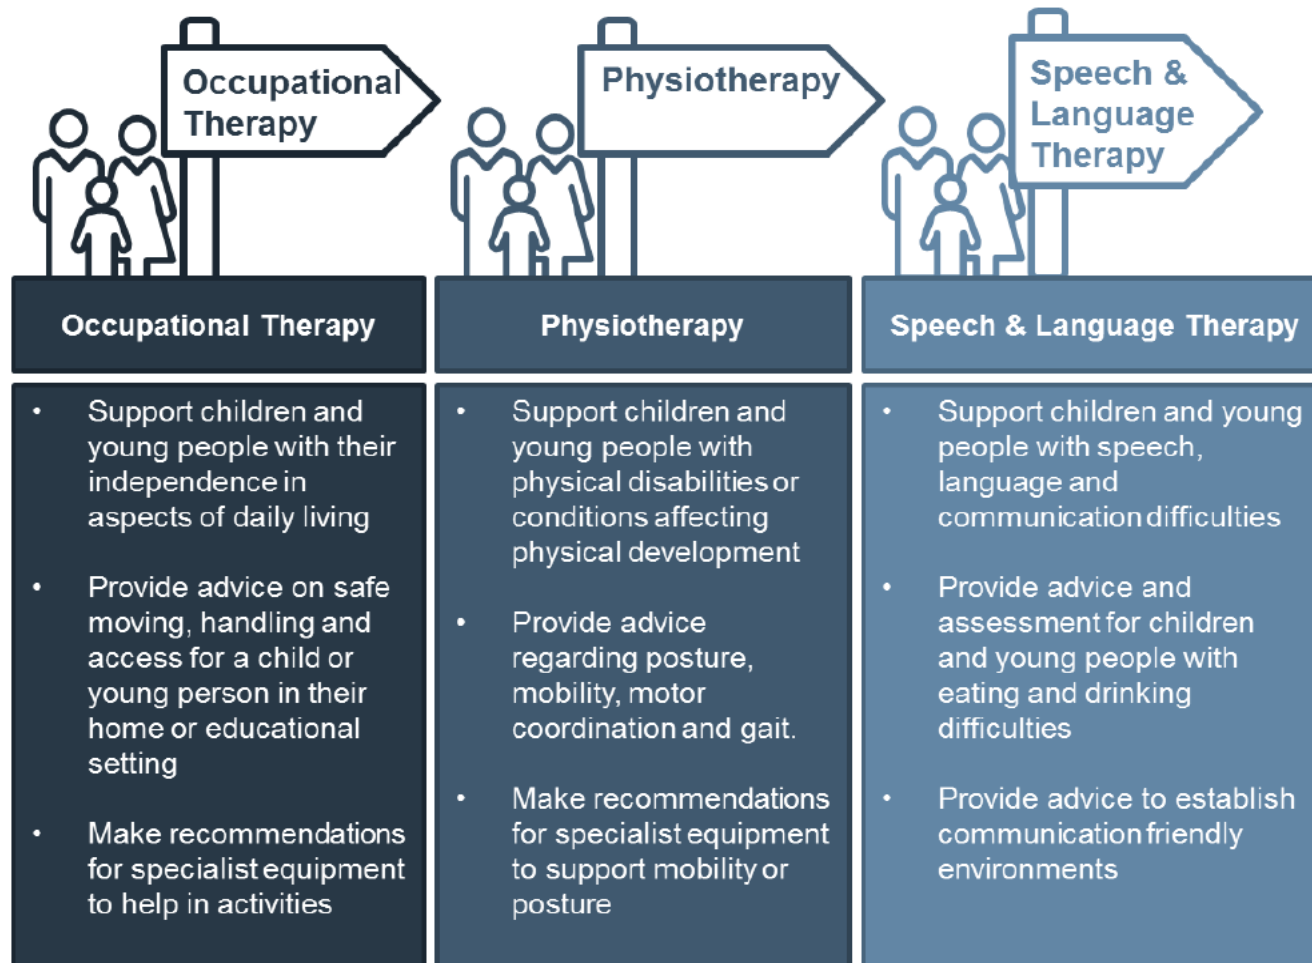 Occupational
Therapy
Physiotherapy
Speech &
Language
Therapy
Occupational Therapy
• Support children and
young people with their
independence in
aspects of daily living
• Provide advice on safe
moving, handling and
access for a child or
young person in their
home or educational
setting
• Make recommendations
for specialist equipment
to help in activities
Physiotherapy
• Support children and
young people with
physical disabilities or
conditions affecting
physical development
• Provide advice
regarding posture,
mobility, motor
coordination and gait.
• Make recommendations
for specialist equipment
to support mobility or
posture
Speech & Language Therapy
• Support children and young
people with speech,
language and
communication difficulties
• Provide advice and
assessment for children
and young people with
eating and drinking
difficulties
• Provide advice to establish
communication friendly
environments